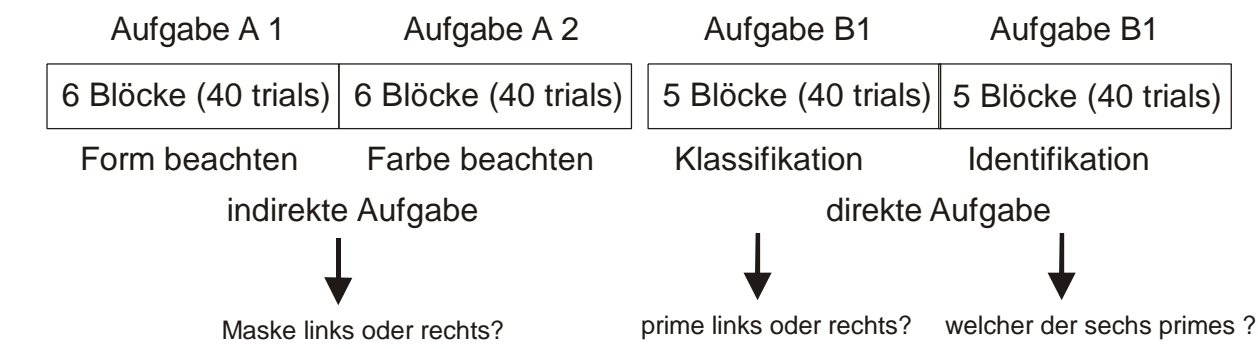 Aufgabe A 1 Aufgabe A 2 Aufgabe B1 Aufgabe B1
6 Blöcke (40 trials) 6 Blöcke (40 trials) 5 Blöcke (40 trials) 5 Blöcke (40 trials)
Form beachten Farbe beachten Klassifikation Identifikation
indirekte Aufgabe direkte Aufgabe
Maske links oder rechts? prime links oder rechts? welcher der sechs primes ?